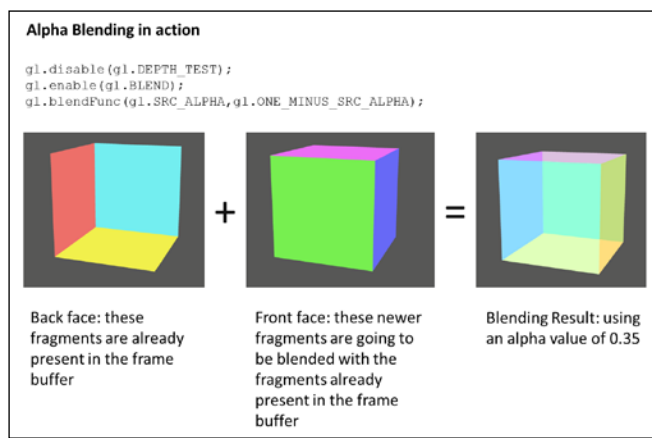 Alpha Blending in action
gl.disable(gl.DEPTH_TEST);
gl.enable(gl.BLEND);
gl.blendFunc(gl.SRC_ALPHA,gl.ONE_MINUS_SRC_ALPHA);
+
=
Back face: these
fragments are already
present in the frame
buffer
Front face: these newer
fragments are going to
be blended with the
fragments already
present in the frame
buffer
Blending Result: using
an alpha value of 0.35